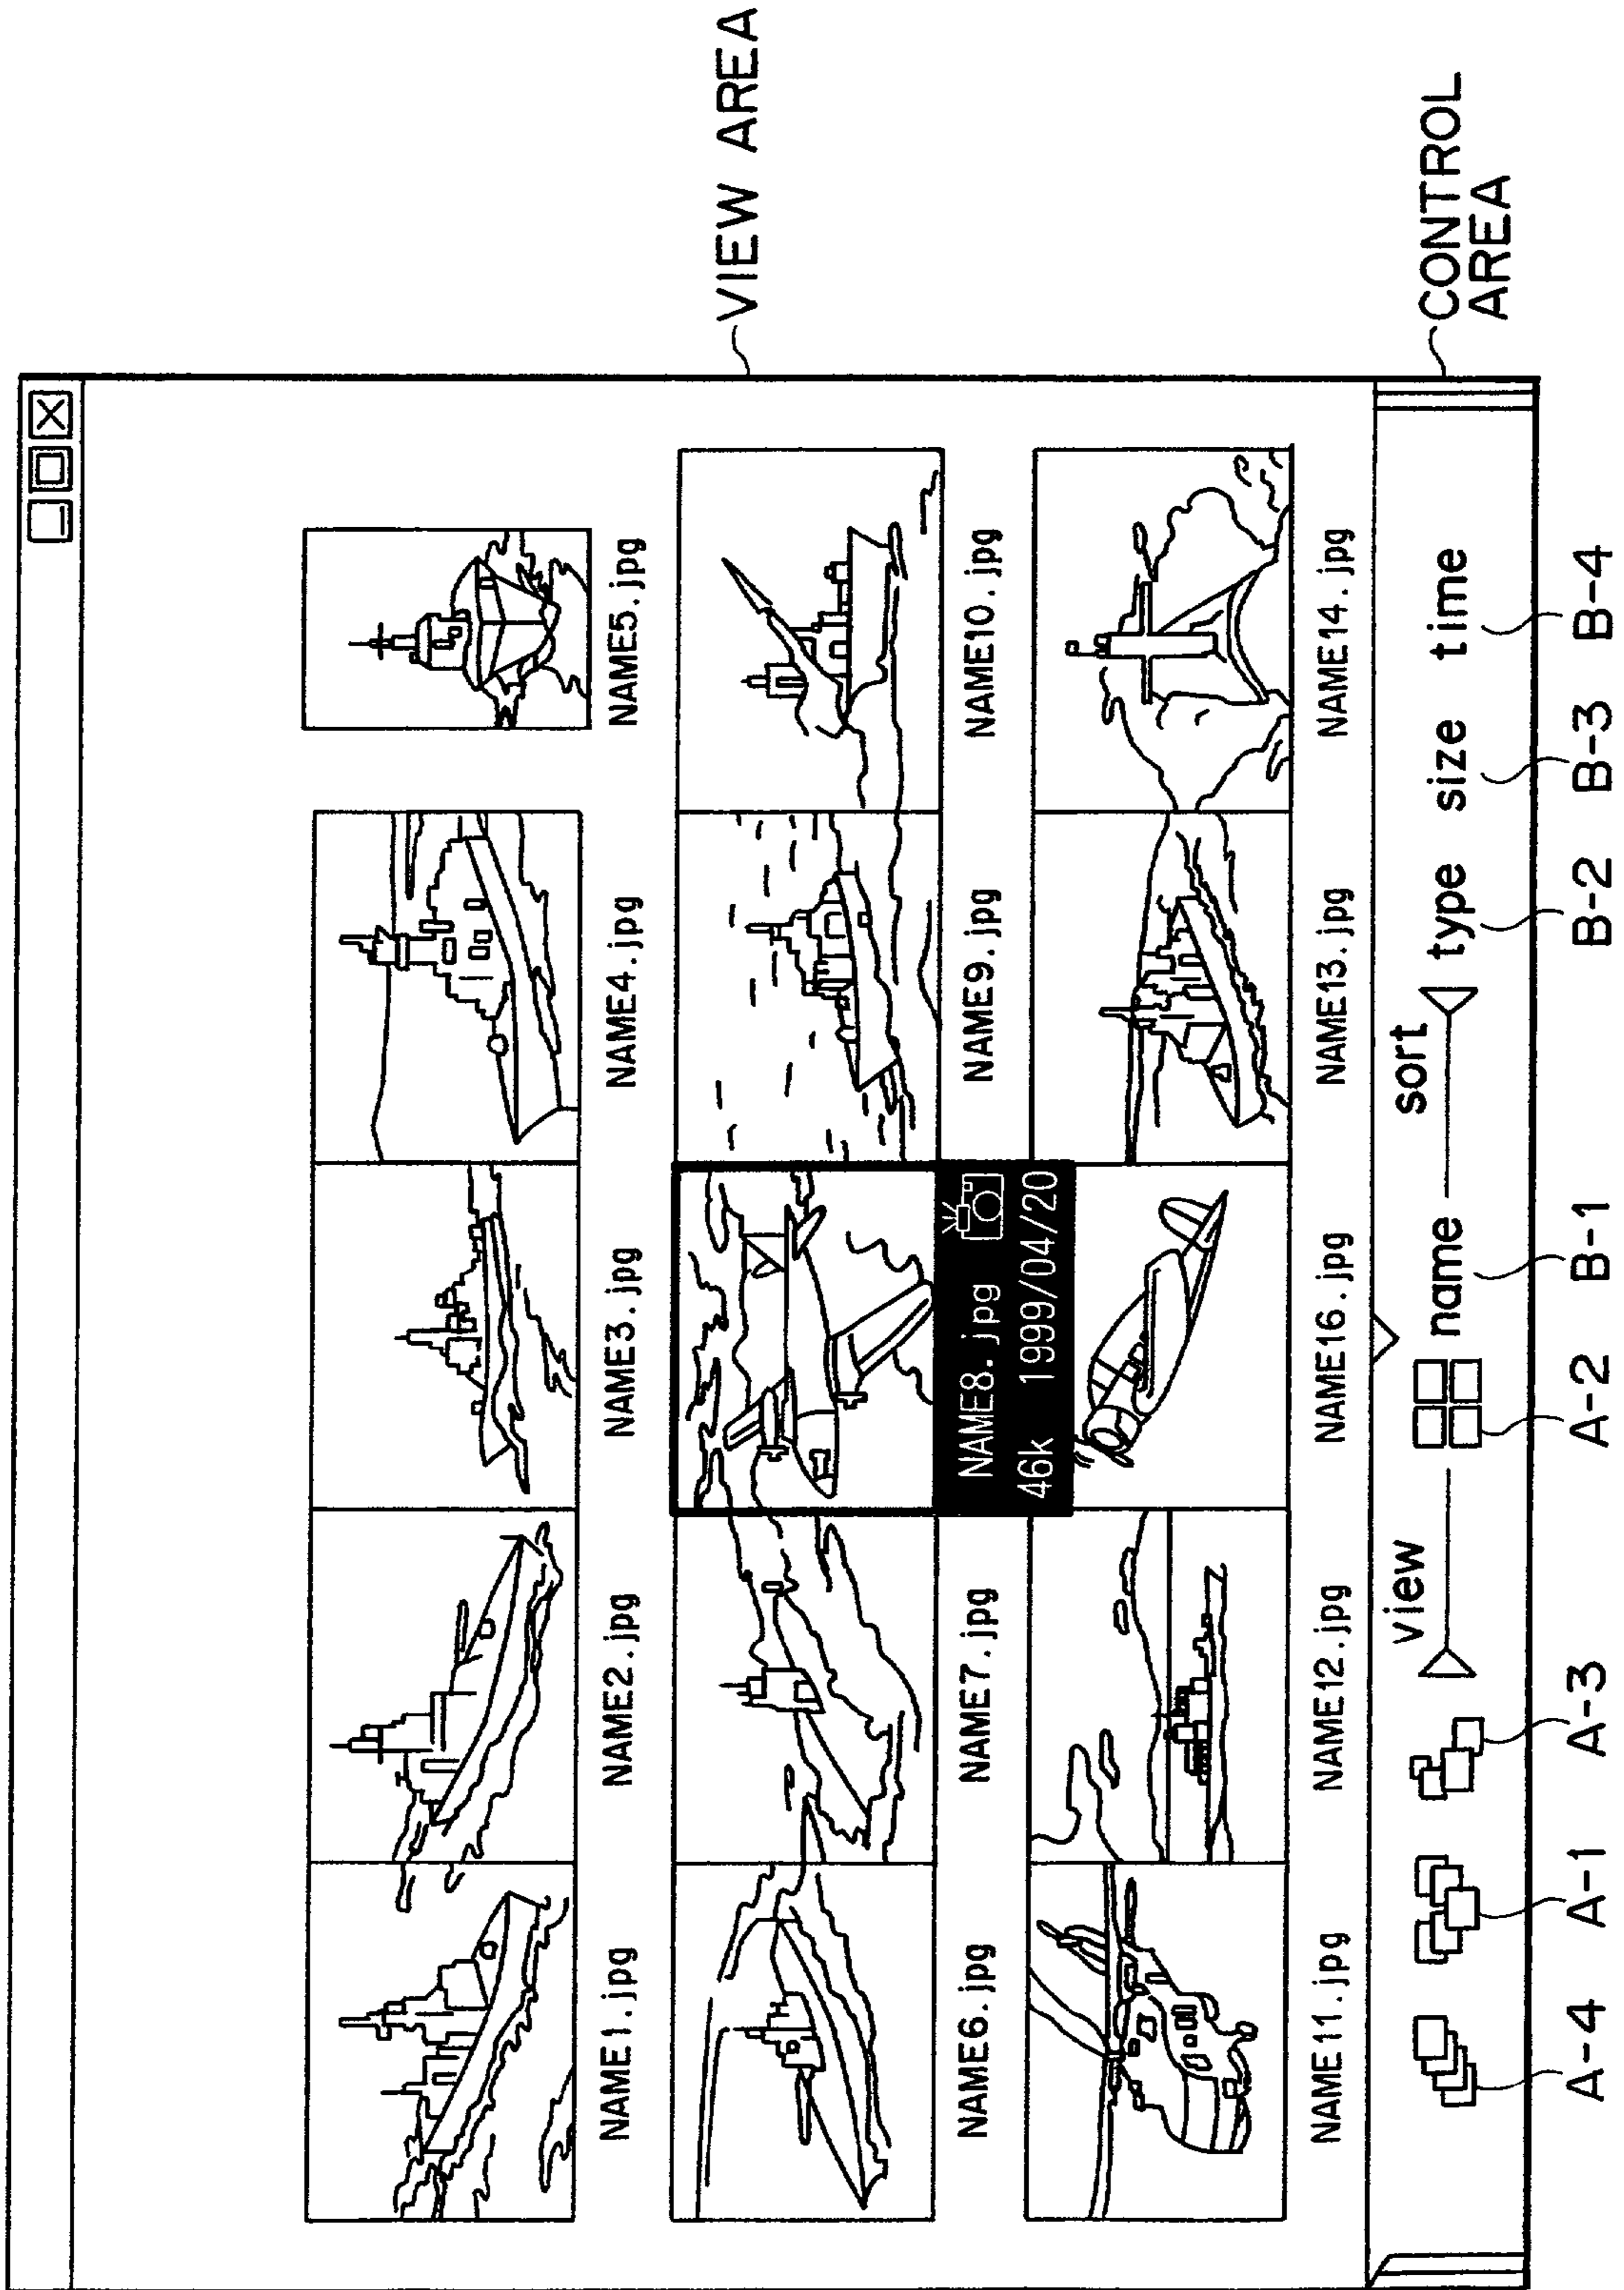 NAME1.jpg NAME2.jpg NAME3.jpg NAME4.jpg NAME5.jpg
VIEW AREA
NAME6.jpg NAME7.jpg NAME8.jpg NAME9.jpg NAME10.jpg
46k 1999/04/20
NAME11.jpg NAME12.jpg NAME16.jpg NAME13.jpg NAME14.jpg
view sort
name type size time
CONTROL
AREA
A-4 A-1 A-3 A-2 B-1 B-2 B-3 B-4